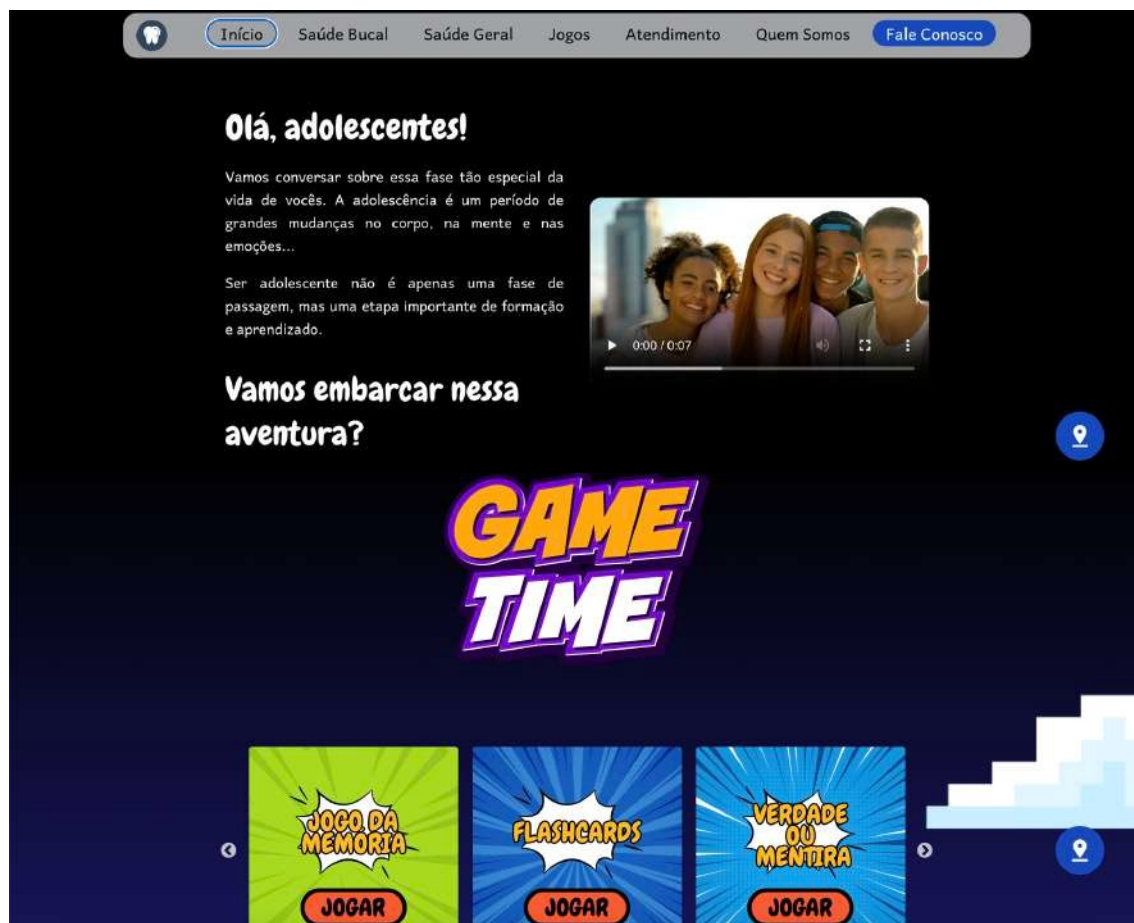 Início Saúde Bucal Saúde Geral Jogos Atendimento Quem Somos Fale Conosco
Olá, adolescentes!
Vamos conversar sobre essa fase tão especial da
vida de vocês. A adolescência é um período de
grandes mudanças no corpo, na mente e nas
emoções...
Ser adolescente não é apenas uma fase de
passagem, mas uma etapa importante de formação
e aprendizado.
0:00 / 0:07
Vamos embarcar nessa
aventura?
GAME
TIME
JOGO DA
MEMÓRIA
JOGAR
FLASHCARDS
JOGAR
VERDADE
OU
MENTIRA
JOGAR